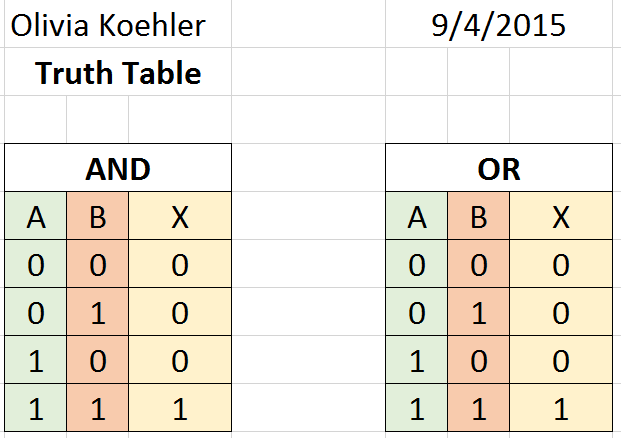 Olivia Koehler 9/4/2015
Truth Table
AND OR
A B X A B X
0 0 0 0 0 0
0 1 0 0 1 0
1 0 0 1 0 0
1 1 1 1 1 1